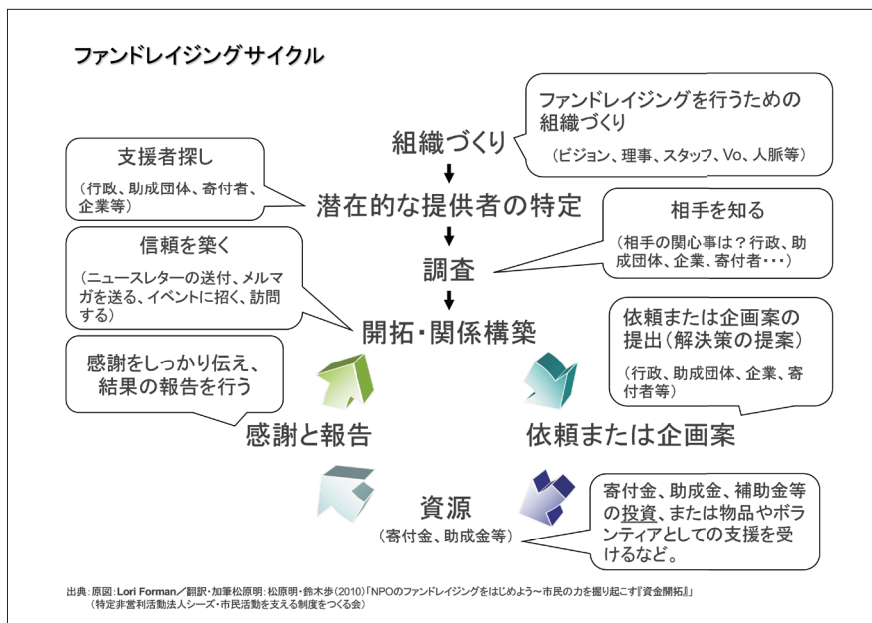 ファンドレイジングサイクル
組織づくり
ファンドレイジングを行うための
組織づくり
(ビジョン、理事、スタッフ、Vo、人脈等)
支援者探し
(行政、助成団体、寄付者、
企業等)
潜在的な提供者の特定
相手を知る
(相手の関心事は?行政、助
成団体、企業、寄付者・・・)
調査
信頼を築く
(ニュースレターの送付、メルマ
ガを送る、イベントに招く、訪問
する)
開拓・関係構築
依頼または企画案の
提出(解決策の提案)
(行政、助成団体、企業、寄
付者等)
感謝をしっかり伝え、
結果の報告を行う
感謝と報告
依頼または企画案
資源
(寄付金、助成金等)
寄付金、助成金、補助金等
の投資、または物品やボラ
ンティアとしての支援を受
けるなど。
出典:原図:Lori Forman/翻訳・加筆松原明:松原明・鈴木歩(2010)「NPOのファンドレイジングをはじめよう~市民の力を掘り起こす『資金開拓』」
(特定非営利活動法人シーズ・市民活動を支える制度をつくる会)